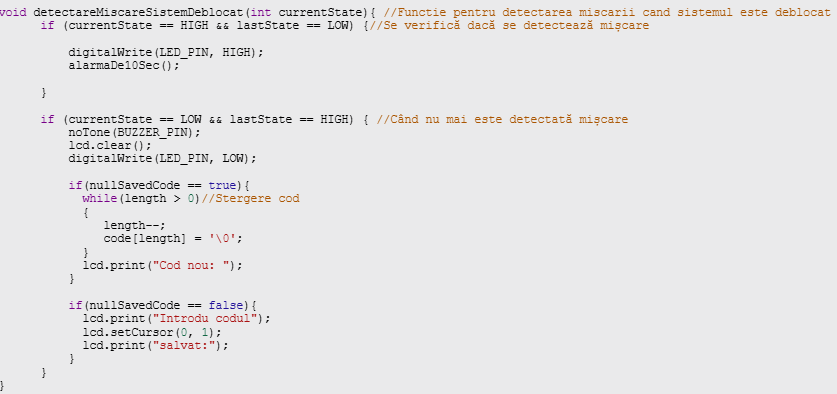 void detectareMiscareSistemDeblocat(int currentState){ //Functie pentru detectarea miscarii cand sistemul este deblocat
if (currentState == HIGH && lastState == LOW) {//Se verifică dacă se detectează mișcare
digitalWrite(LED_PIN, HIGH);
alarmaDe10Sec();
}
if (currentState == LOW && lastState == HIGH) { //Când nu mai este detectată mișcare
noTone(BUZZER_PIN);
lcd.clear();
digitalWrite(LED_PIN, LOW);
if(nullSavedCode == true){
while(length > 0)//Stergere cod
{
length--;
code[length] = '\0';
}
lcd.print("Cod nou: ");
}
if(nullSavedCode == false){
lcd.print("Introdu codul");
lcd.setCursor(0, 1);
lcd.print("salvat:");
}
}
}